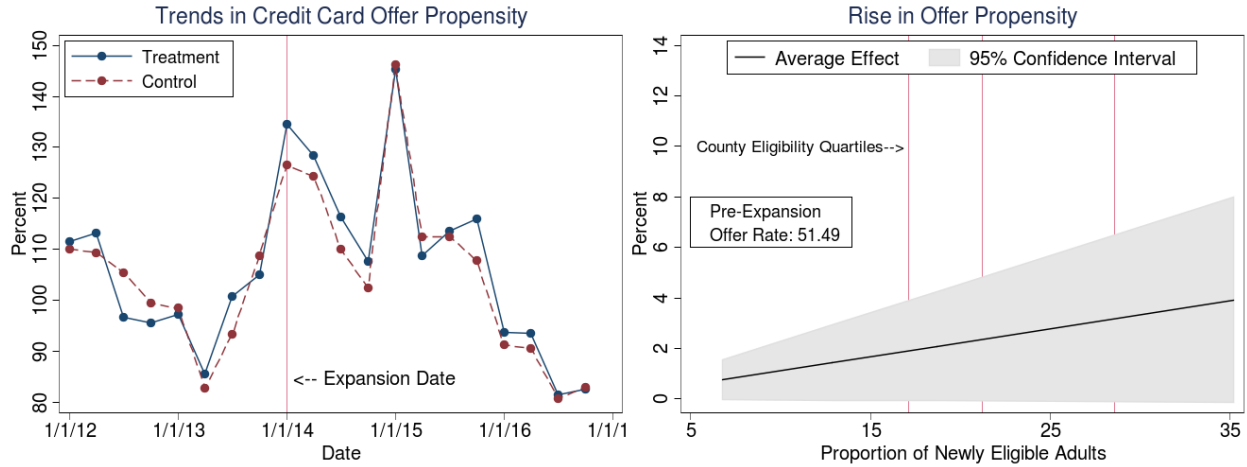 Trends in Credit Card Offer Propensity
Treatment
Control
150
140
130
120
110
100
90
80
Percent
<-- Expansion Date
1/1/12
1/1/13
1/1/14
1/1/15
1/1/16
1/1/1
Date
Rise in Offer Propensity
Average Effect
95% Confidence Interval
14
12
10
8
6
4
2
0
Percent
County Eligibility Quartiles-->
Pre-Expansion
Offer Rate: 51.49
5
15
25
35
Proportion of Newly Eligible Adults